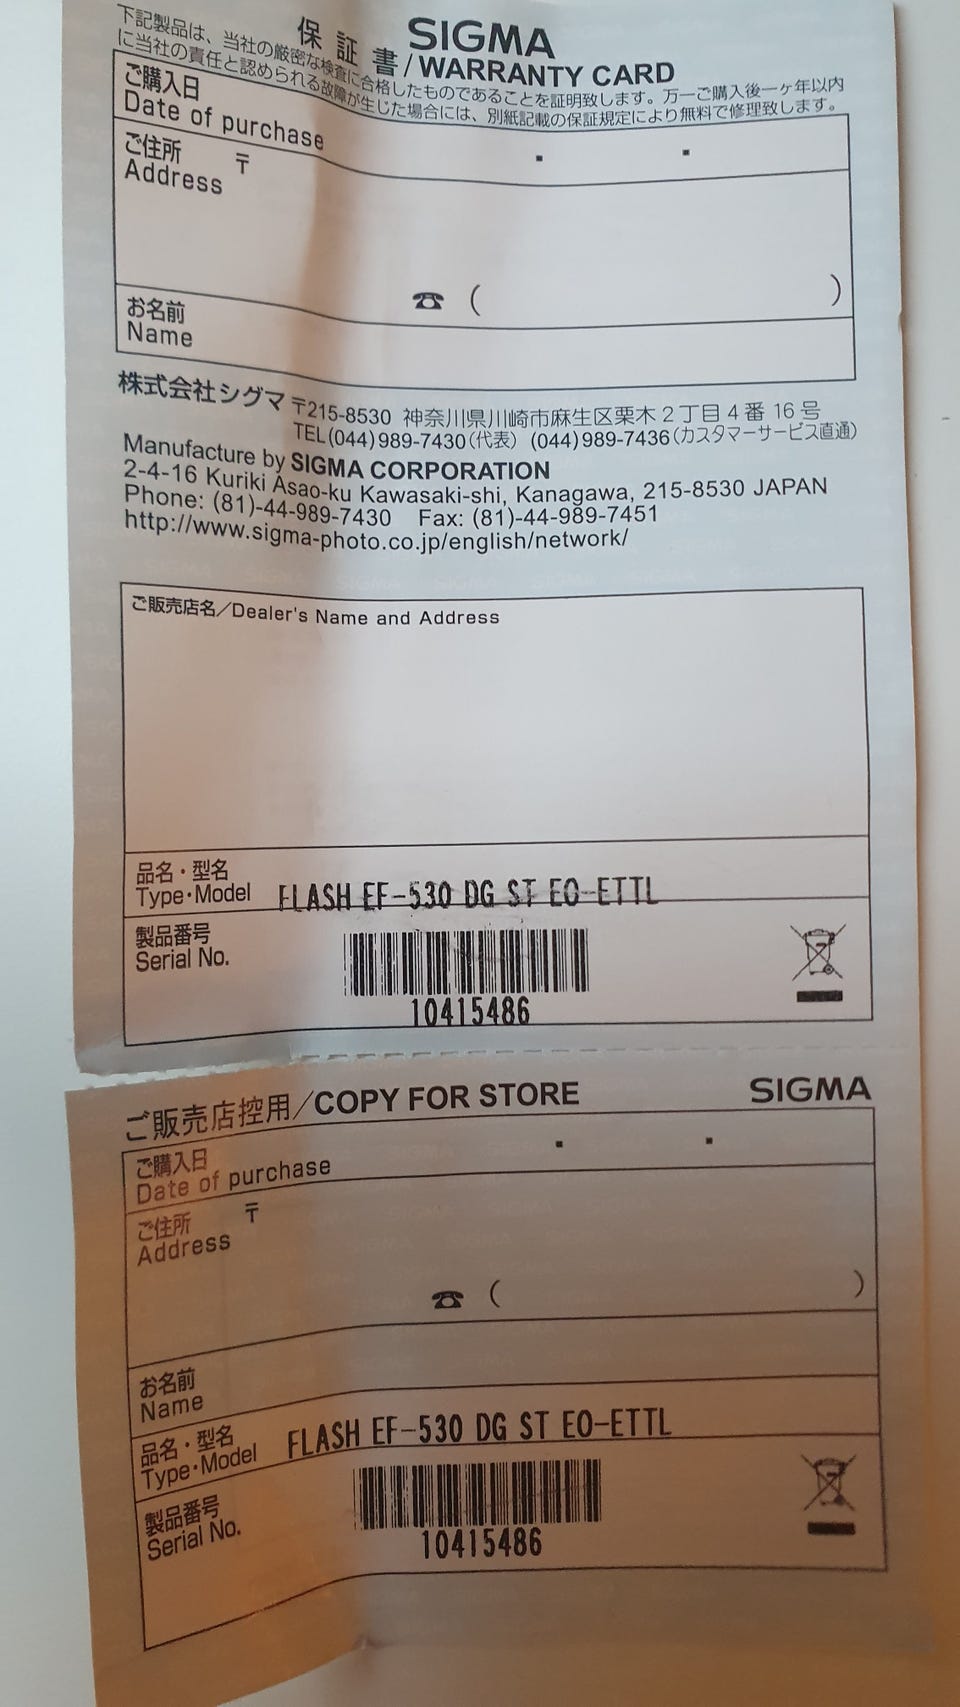 SIGMA
保証書/WARRANTY CARD
下記製品は、当社の厳密な検査に合格したものであることを証明致します。万一ご購入後一ヶ年以内
に当社の責任と認められる故障が生じた場合には、別紙記載の保証規定により無料で修理致します。
ご購入日
Date of purchase . .
ご住所 〒
Address
☎ ( )
お名前
Name
株式会社シグマ 〒215-8530 神奈川県川崎市麻生区栗木2丁目4番16号
TEL(044)989-7430(代表) (044)989-7436(カスタマーサービス直通)
Manufacture by SIGMA CORPORATION
2-4-16 Kuriki Asao-ku Kawasaki-shi, Kanagawa, 215-8530 JAPAN
Phone: (81)-44-989-7430 Fax: (81)-44-989-7451
http://www.sigma-photo.co.jp/english/network/
ご販売店名/Dealer's Name and Address
品名・型名
Type・Model FLASH EF-530 DG ST EO-ETTL
製品番号
Serial No.
10415486
ご販売店控用/COPY FOR STORE SIGMA
ご購入日
Date of purchase . .
ご住所 〒
Address
☎ ( )
お名前
Name
品名・型名
Type・Model FLASH EF-530 DG ST EO-ETTL
製品番号
Serial No.
10415486